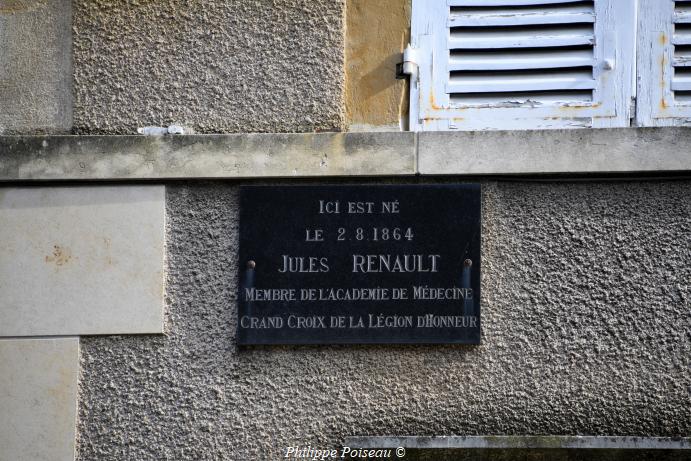 ICI EST NÉ
LE 2.8.1864
JULES RENAULT
MEMBRE DE L'ACADEMIE DE MÉDECINE
GRAND CROIX DE LA LÉGION D'HONNEUR
Philippe Poiseau ©